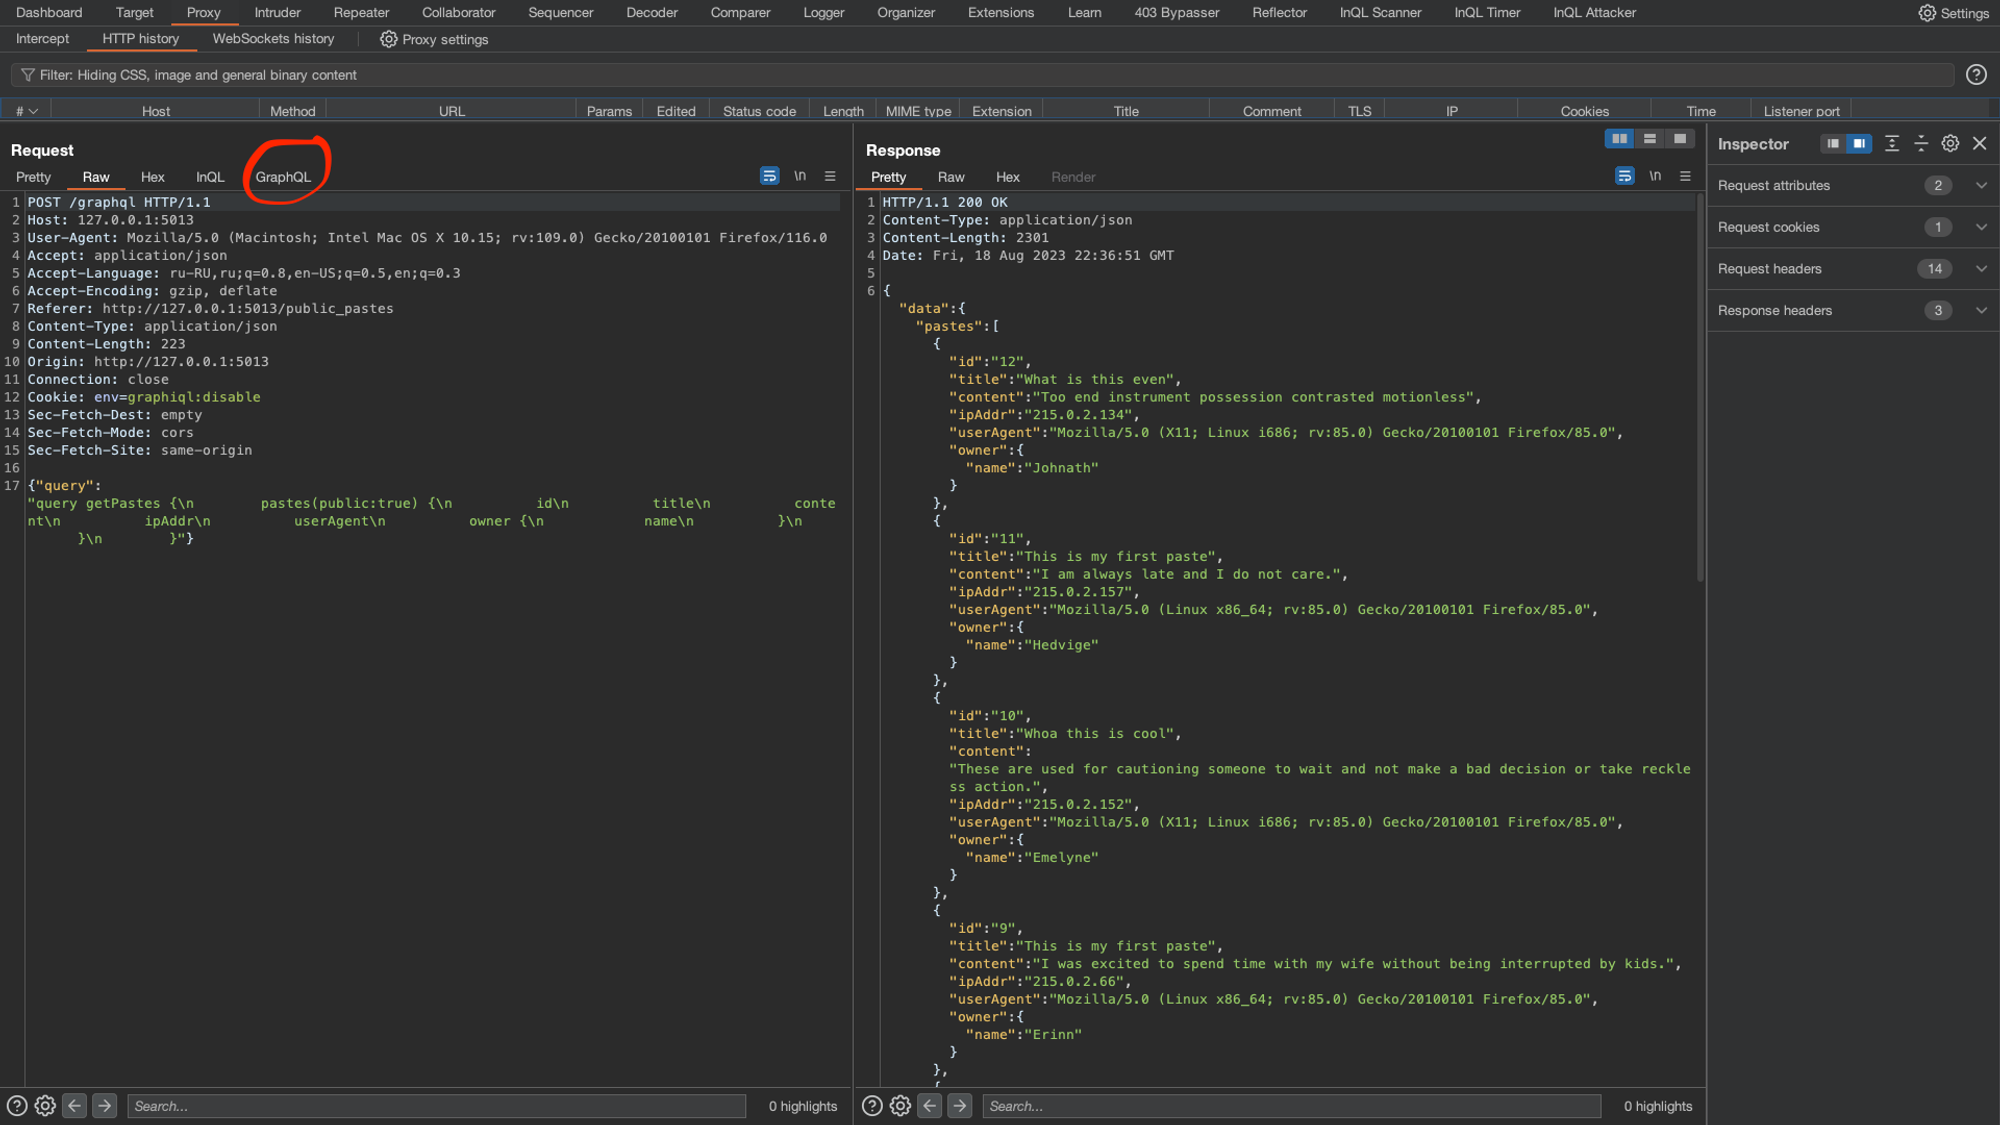 Dashboard Target Proxy Intruder Repeater Collaborator Sequencer Decoder Comparer Logger Organizer Extensions Learn 403 Bypasser Reflector InQL Scanner InQL Timer InQL Attacker Settings
Intercept HTTP history WebSockets history Proxy settings
Filter: Hiding CSS, image and general binary content
# Host Method URL Params Edited Status code Length MIME type Extension Title Comment TLS IP Cookies Time Listener port
Request
Pretty Raw Hex InQL GraphQL \n
1 POST /graphql HTTP/1.1
2 Host: 127.0.0.1:5013
3 User-Agent: Mozilla/5.0 (Macintosh; Intel Mac OS X 10.15; rv:109.0) Gecko/20100101 Firefox/116.0
4 Accept: application/json
5 Accept-Language: ru-RU,ru;q=0.8,en-US;q=0.5,en;q=0.3
6 Accept-Encoding: gzip, deflate
7 Referer: http://127.0.0.1:5013/public_pastes
8 Content-Type: application/json
9 Content-Length: 223
10 Origin: http://127.0.0.1:5013
11 Connection: close
12 Cookie: env=graphiql:disable
13 Sec-Fetch-Dest: empty
14 Sec-Fetch-Mode: cors
15 Sec-Fetch-Site: same-origin
16
17 {"query":
"query getPastes {\n        pastes(public:true) {\n          id\n          title\n          conte
nt\n          ipAddr\n          userAgent\n          owner {\n            name\n          }\n
      }\n        }"}
Search... 0 highlights
Response
Pretty Raw Hex Render \n
1 HTTP/1.1 200 OK
2 Content-Type: application/json
3 Content-Length: 2301
4 Date: Fri, 18 Aug 2023 22:36:51 GMT
5
6 {
"data":{
"pastes":[
{
"id":"12",
"title":"What is this even",
"content":"Too end instrument possession contrasted motionless",
"ipAddr":"215.0.2.134",
"userAgent":"Mozilla/5.0 (X11; Linux i686; rv:85.0) Gecko/20100101 Firefox/85.0",
"owner":{
"name":"Johnath"
}
},
{
"id":"11",
"title":"This is my first paste",
"content":"I am always late and I do not care.",
"ipAddr":"215.0.2.157",
"userAgent":"Mozilla/5.0 (Linux x86_64; rv:85.0) Gecko/20100101 Firefox/85.0",
"owner":{
"name":"Hedvige"
}
},
{
"id":"10",
"title":"Whoa this is cool",
"content":
"These are used for cautioning someone to wait and not make a bad decision or take reckle
ss action.",
"ipAddr":"215.0.2.152",
"userAgent":"Mozilla/5.0 (X11; Linux i686; rv:85.0) Gecko/20100101 Firefox/85.0",
"owner":{
"name":"Emelyne"
}
},
{
"id":"9",
"title":"This is my first paste",
"content":"I was excited to spend time with my wife without being interrupted by kids.",
"ipAddr":"215.0.2.66",
"userAgent":"Mozilla/5.0 (Linux x86_64; rv:85.0) Gecko/20100101 Firefox/85.0",
"owner":{
"name":"Erinn"
}
},
{
Search... 0 highlights
Inspector
Request attributes 2
Request cookies 1
Request headers 14
Response headers 3